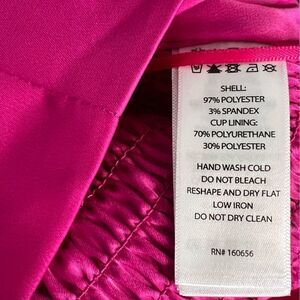 SHELL:
97% POLYESTER
3% SPANDEX
CUP LINING:
70% POLYURETHANE
30% POLYESTER
HAND WASH COLD
DO NOT BLEACH
RESHAPE AND DRY FLAT
LOW IRON
DO NOT DRY CLEAN
RN# 160656